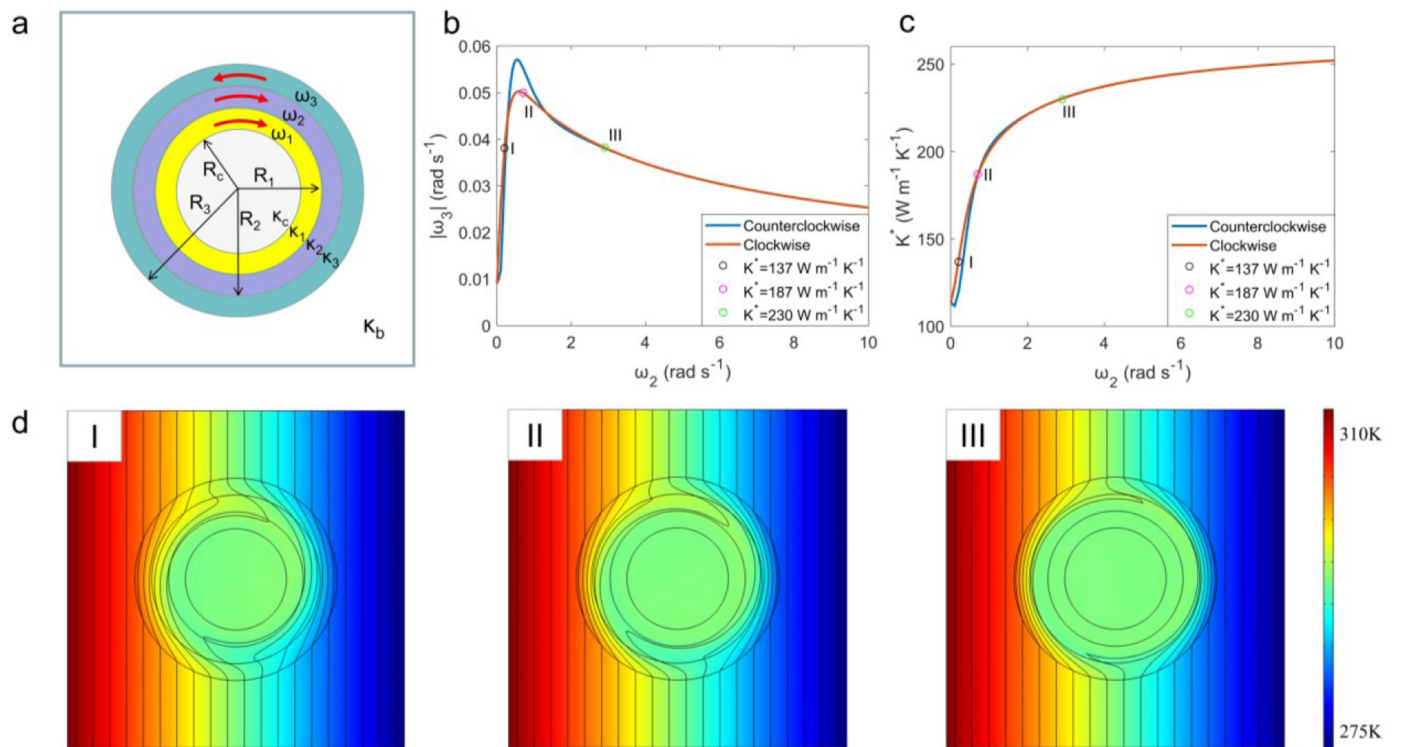 a
ω3
ω2
ω1
Rc
R1
R3
R2
κc
κ1
κ2
κ3
κb
b
0.06
0.05
0.04
0.03
0.02
0.01
0
|ω3| (rad s-1)
I
II
III
Counterclockwise
Clockwise
K*=137 W m-1 K-1
K*=187 W m-1 K-1
K*=230 W m-1 K-1
0 2 4 6 8 10
ω2 (rad s-1)
c
250
200
150
100
K* (W m-1 K-1)
III
II
I
Counterclockwise
Clockwise
K*=137 W m-1 K-1
K*=187 W m-1 K-1
K*=230 W m-1 K-1
0 2 4 6 8 10
ω2 (rad s-1)
d
I
II
III
310K
275K